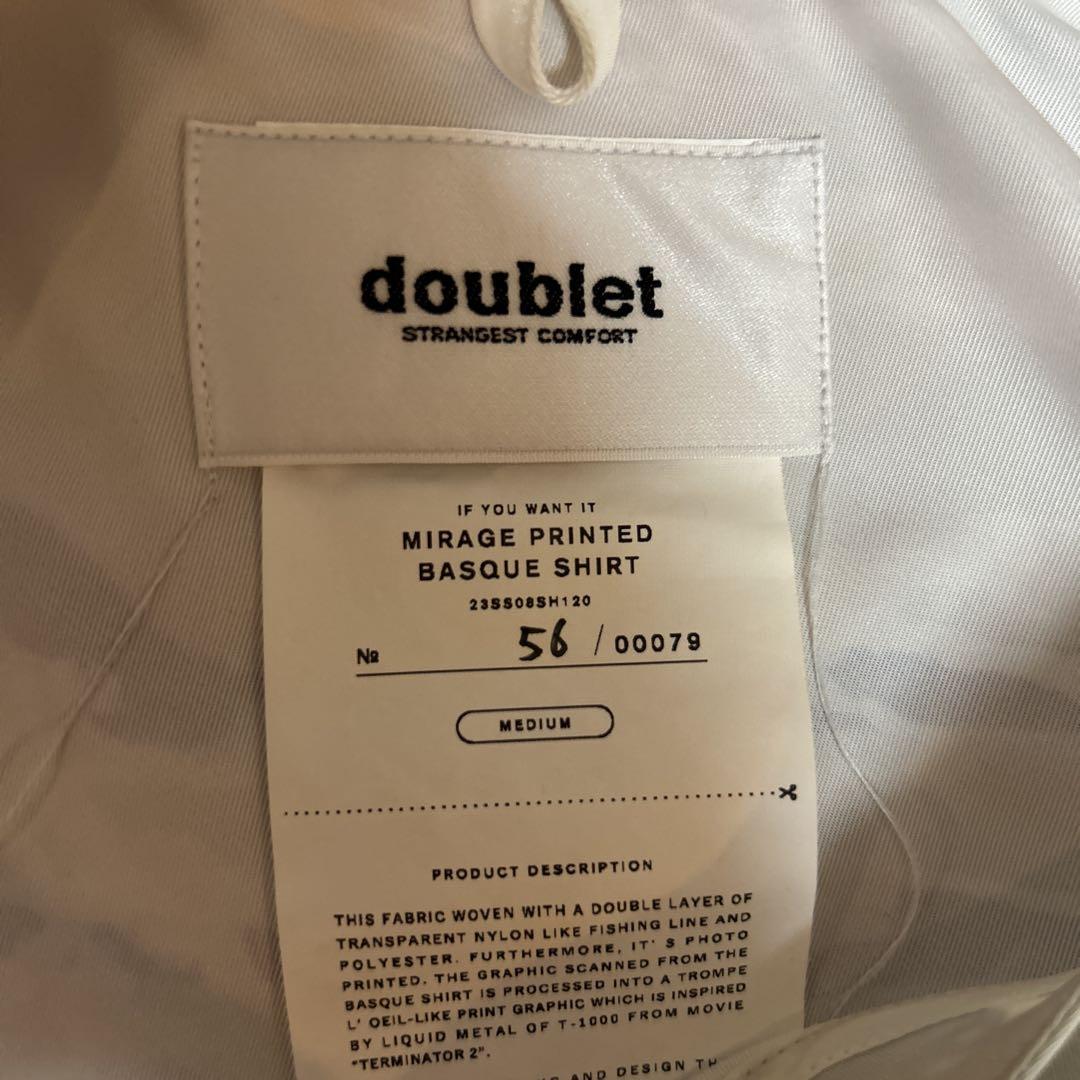 doublet
STRANGEST COMFORT
IF YOU WANT IT
MIRAGE PRINTED
BASQUE SHIRT
23SS08SH120
№ 56 / 00079
MEDIUM
PRODUCT DESCRIPTION
THIS FABRIC WOVEN WITH A DOUBLE LAYER OF
TRANSPARENT NYLON LIKE FISHING LINE AND
POLYESTER. FURTHERMORE, IT' S PHOTO
PRINTED. THE GRAPHIC SCANNED FROM THE
BASQUE SHIRT IS PROCESSED INTO A TROMPE
L' OEIL-LIKE PRINT GRAPHIC WHICH IS INSPIRED
BY LIQUID METAL OF T-1000 FROM MOVIE
"TERMINATOR 2".
AND DESIGN